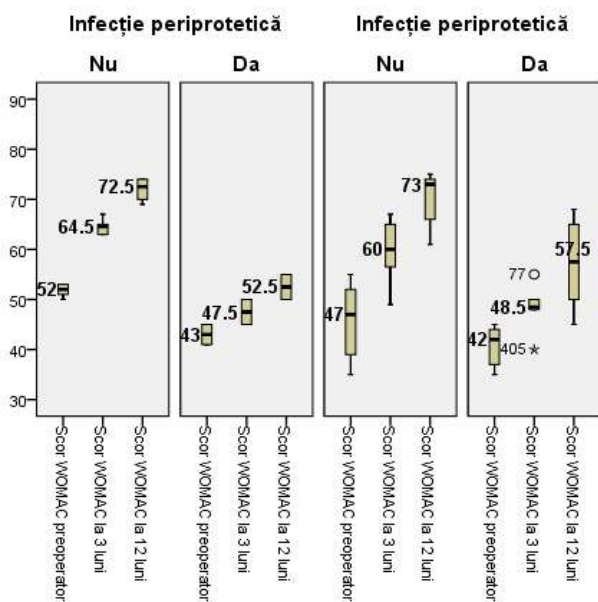 Infecție periprotetică Infecție periprotetică
Nu Da Nu Da
90
80
70
60
50
40
30
52
64.5
72.5
43
47.5
52.5
47
60
73
42
48.5
57.5
77
405
Scor WOMAC preoperator
Scor WOMAC la 3 luni
Scor WOMAC la 12 luni
Scor WOMAC preoperator
Scor WOMAC la 3 luni
Scor WOMAC la 12 luni
Scor WOMAC preoperator
Scor WOMAC la 3 luni
Scor WOMAC la 12 luni
Scor WOMAC preoperator
Scor WOMAC la 3 luni
Scor WOMAC la 12 luni